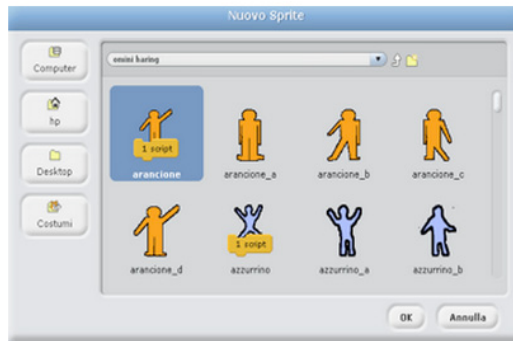 Nuovo Sprite
Computer
omini haring
hp
Desktop
Costumi
1 script
arancione
arancione_a
arancione_b
arancione_c
1 script
arancione_d
azzurrino
azzurrino_a
azzurrino_b
OK
Annulla